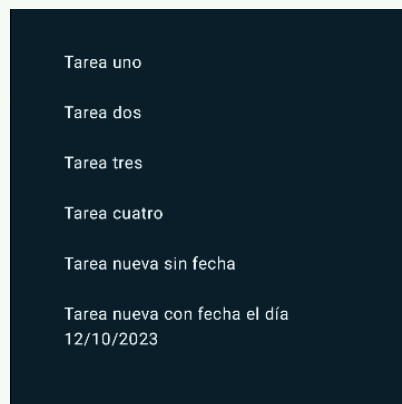 Tarea uno
Tarea dos
Tarea tres
Tarea cuatro
Tarea nueva sin fecha
Tarea nueva con fecha el día
12/10/2023